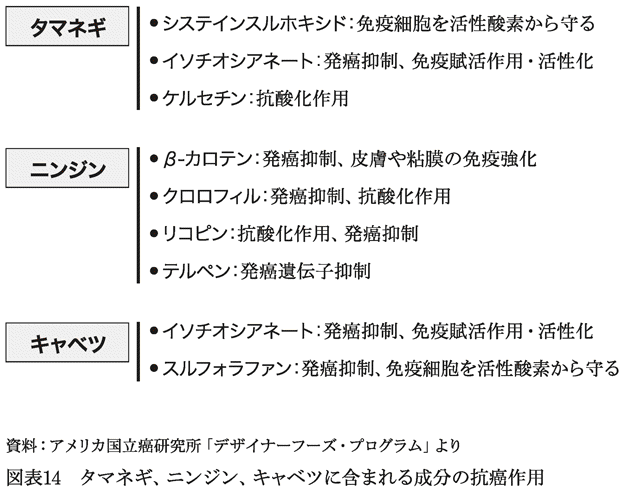 タマネギ
●システインスルホキシド：免疫細胞を活性酸素から守る
●イソチオシアネート：発癌抑制、免疫賦活作用・活性化
●ケルセチン：抗酸化作用
ニンジン
●β-カロテン：発癌抑制、皮膚や粘膜の免疫強化
●クロロフィル：発癌抑制、抗酸化作用
●リコピン：抗酸化作用、発癌抑制
●テルペン：発癌遺伝子抑制
キャベツ
●イソチオシアネート：発癌抑制、免疫賦活作用・活性化
●スルフォラファン：発癌抑制、免疫細胞を活性酸素から守る
資料：アメリカ国立癌研究所「デザイナーフーズ・プログラム」より
図表14　タマネギ、ニンジン、キャベツに含まれる成分の抗癌作用